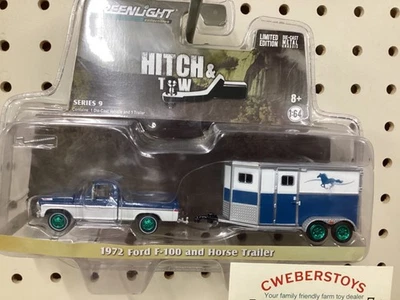 GREENLIGHT
LIMITED
EDITION
DIE-CAST
METAL
HITCH &
TOW
SERIES 9
8+
1:64
1972 Ford F-100 and Horse Trailer
CWEBERSTOYS
Your family friendly farm toy dealer